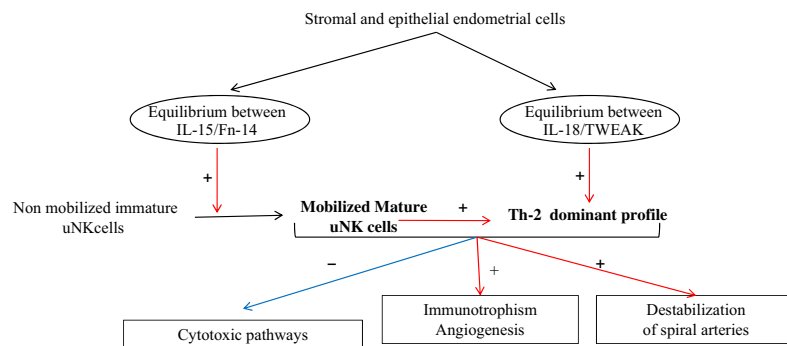 Stromal and epithelial endometrial cells
Equilibrium between
IL-15/Fn-14
Equilibrium between
IL-18/TWEAK
+
+
Non mobilized immature
uNKcells
Mobilized Mature
uNK cells
+
Th-2 dominant profile
−
+
+
Cytotoxic pathways
Immunotrophism
Angiogenesis
Destabilization
of spiral arteries